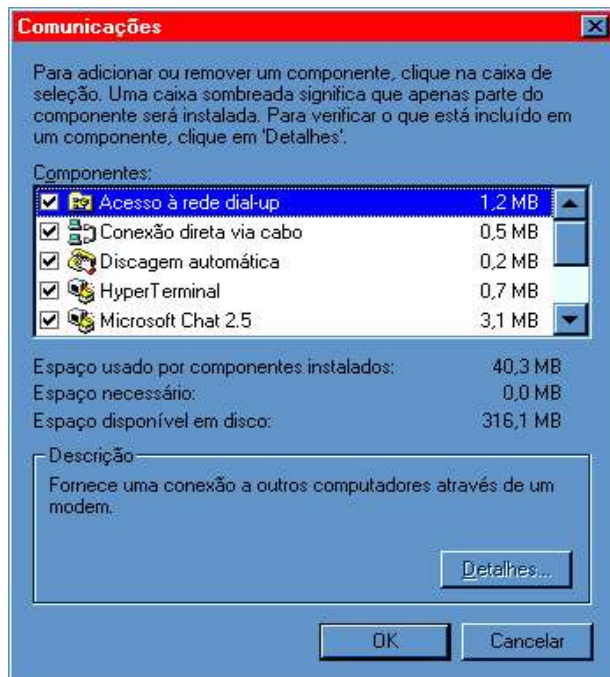 Comunicações
Para adicionar ou remover um componente, clique na caixa de
seleção. Uma caixa sombreada significa que apenas parte do
componente será instalada. Para verificar o que está incluído em
um componente, clique em 'Detalhes'.
Componentes:
Acesso à rede dial-up 1,2 MB
Conexão direta via cabo 0,5 MB
Discagem automática 0,2 MB
HyperTerminal 0,7 MB
Microsoft Chat 2.5 3,1 MB
Espaço usado por componentes instalados: 40,3 MB
Espaço necessário: 0,0 MB
Espaço disponível em disco: 316,1 MB
Descrição
Fornece uma conexão a outros computadores através de um
modem.
Detalhes...
OK Cancelar